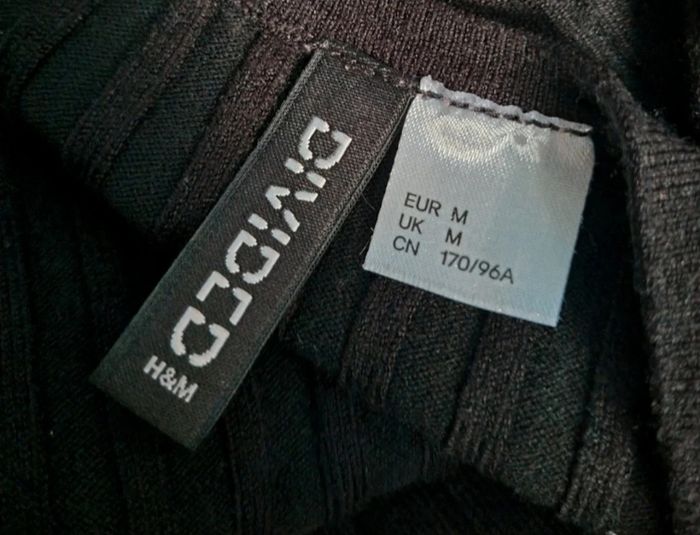 DIVIDED
H&M
EUR M
UK M
CN 170/96A